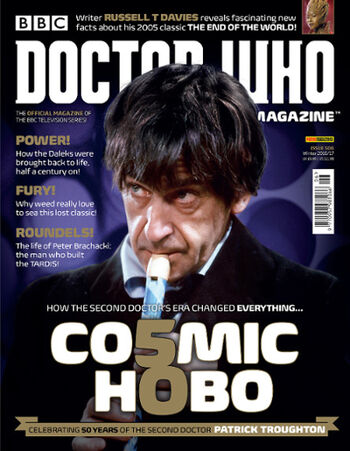 BBC
Writer RUSSELL T DAVIES reveals fascinating new
facts about his 2005 classic THE END OF THE WORLD!
DOCTOR WHO
MAGAZINE™
THE OFFICIAL MAGAZINE OF
THE BBC TELEVISION SERIES!
POWER!
How the Daleks were
brought back to life,
half a century on!
FURY!
Why weed really love
to see this lost classic!
ROUNDELS!
The life of Peter Brachacki:
the man who built
the TARDIS!
HOW THE SECOND DOCTOR'S ERA CHANGED EVERYTHING...
CO5MIC
HOBO
CELEBRATING 50 YEARS OF THE SECOND DOCTOR PATRICK TROUGHTON